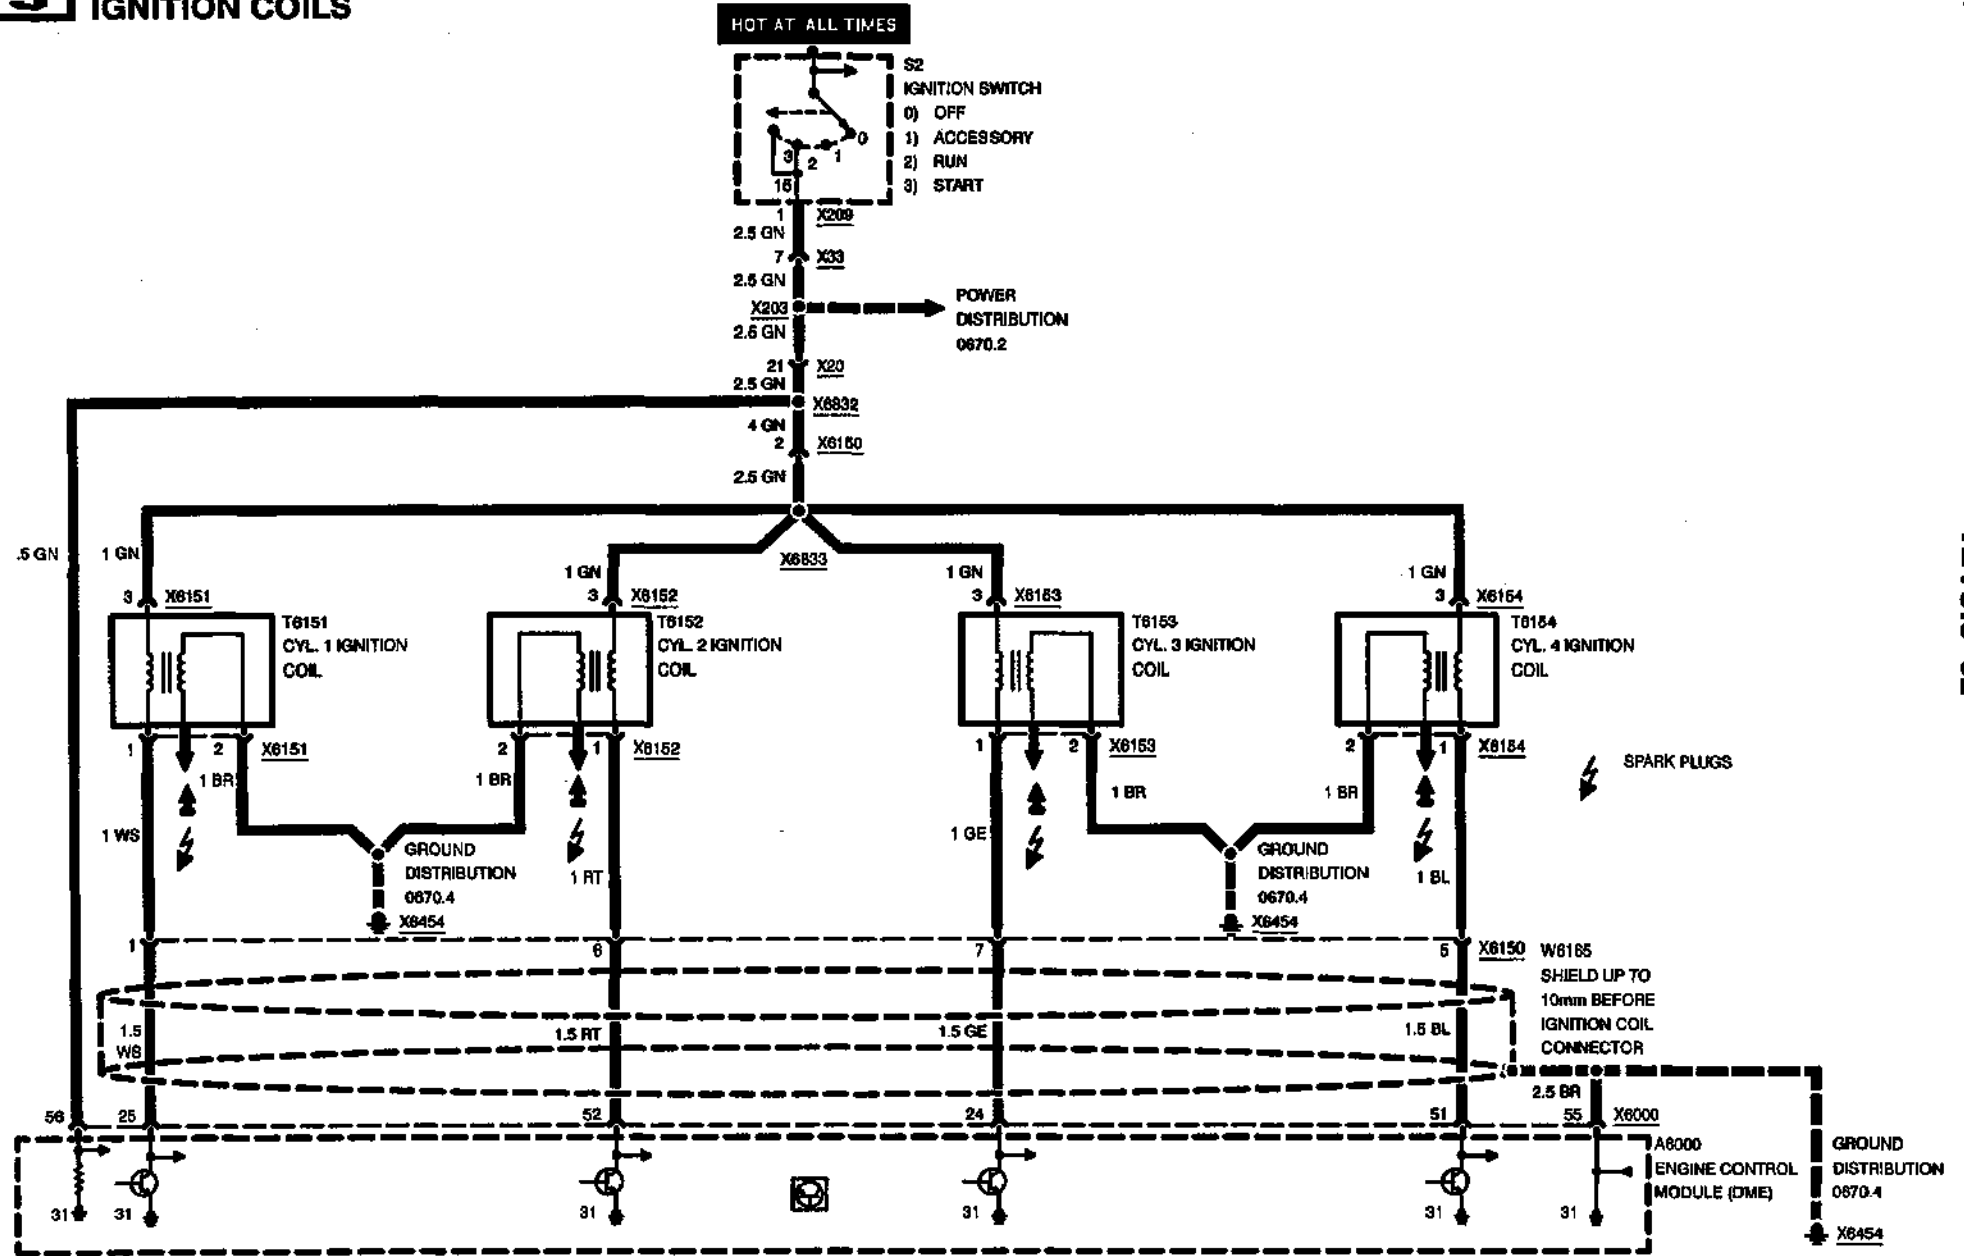 IGNITION COILS
HOT AT ALL TIMES
S2
IGNITION SWITCH
0) OFF
1) ACCESSORY
2) RUN
3) START
0
3 2 1
15
1 X209
2.5 GN
7 X33
2.5 GN
X203
POWER
DISTRIBUTION
0670.2
2.5 GN
21 X20
2.5 GN
X6832
4 GN
2 X6150
2.5 GN
X6833
.5 GN
1 GN
1 GN
1 GN
1 GN
3 X6151
3 X6152
3 X6153
3 X6154
T6151
CYL. 1 IGNITION
COIL
T6152
CYL. 2 IGNITION
COIL
T6153
CYL. 3 IGNITION
COIL
T6154
CYL. 4 IGNITION
COIL
1 2 X6151
2 1 X6152
1 2 X6153
2 1 X6154
SPARK PLUGS
1 BR
1 BR
1 BR
1 BR
1 WS
1 RT
1 GE
1 BL
GROUND
DISTRIBUTION
0670.4
X6454
GROUND
DISTRIBUTION
0670.4
X6454
1 6 7 5 X6150
W6165
SHIELD UP TO
10mm BEFORE
IGNITION COIL
CONNECTOR
1.5
WS
1.5 RT
1.5 GE
1.5 BL
2.5 BR
56 25 52 24 51 55 X6000
A6000
ENGINE CONTROL
MODULE (DME)
GROUND
DISTRIBUTION
0670.4
X6454
31 31 31 31 31 31